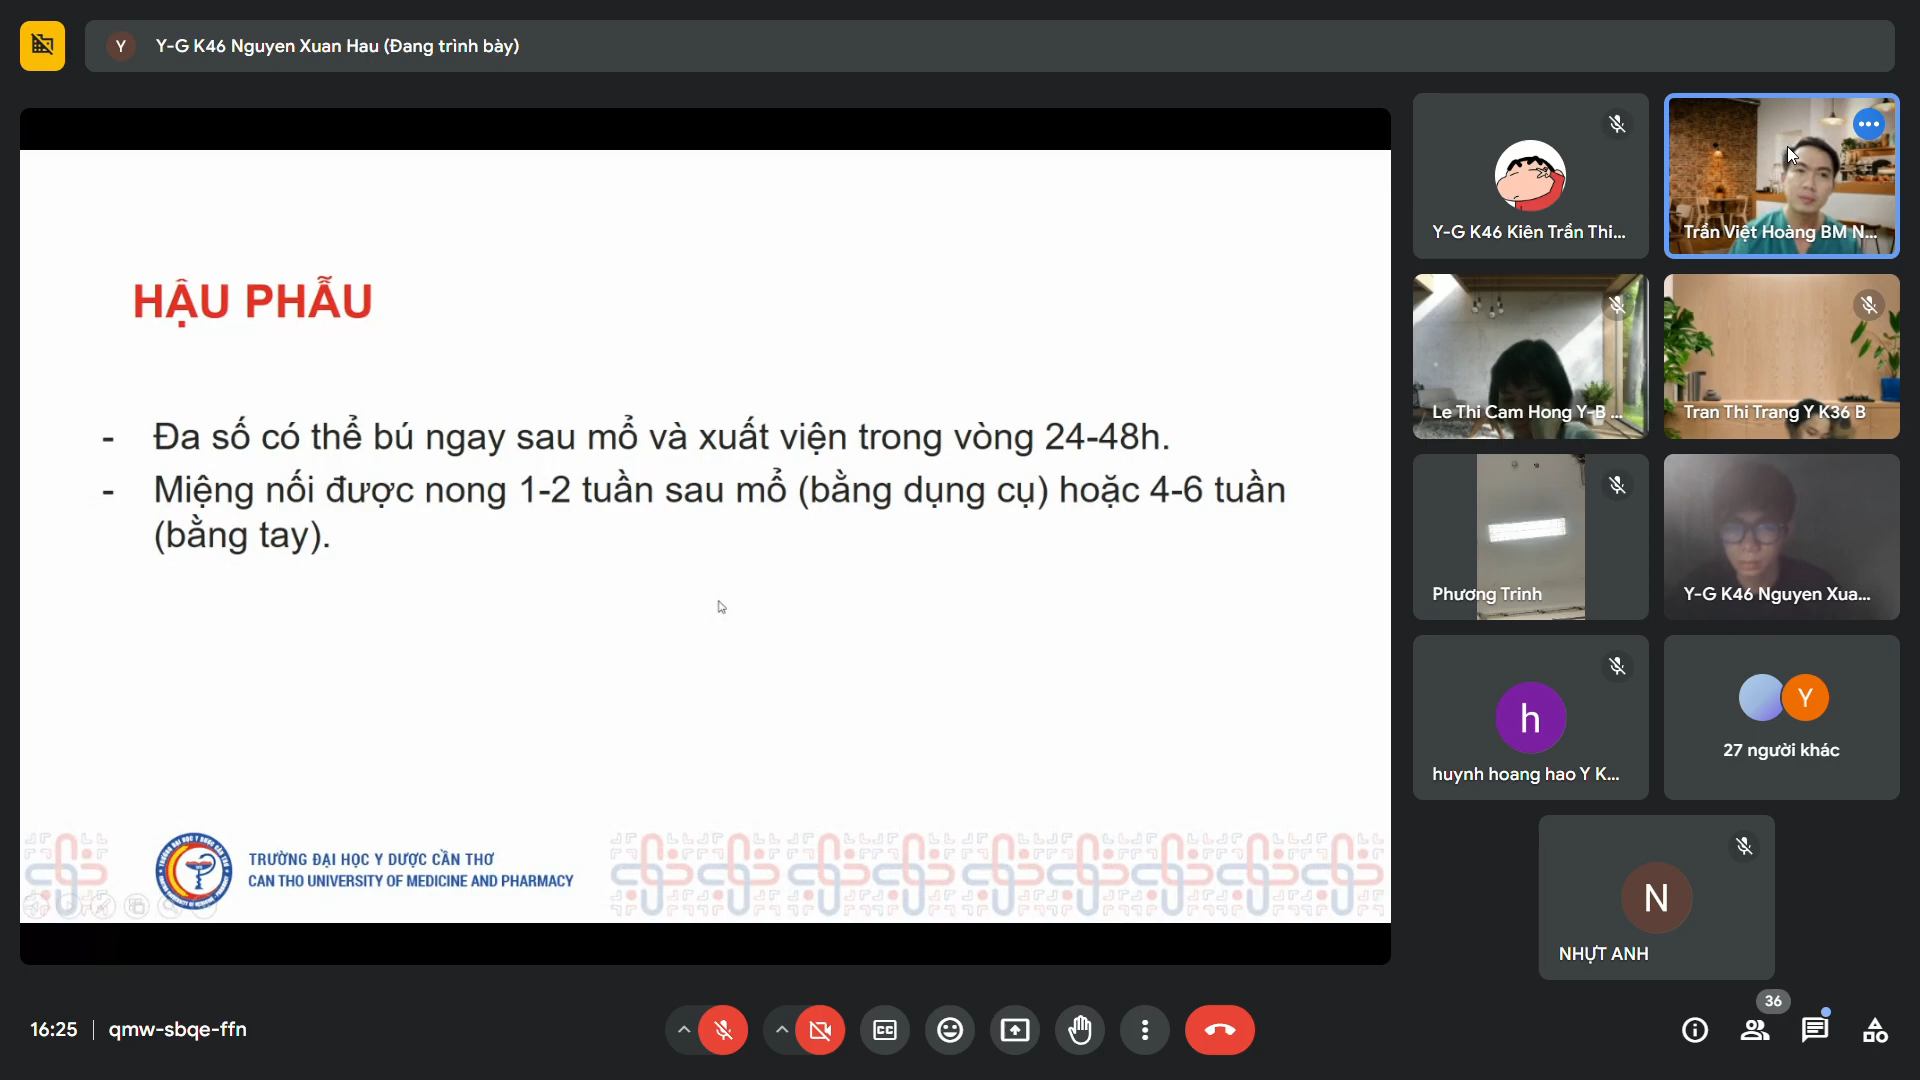 Y
Y-G K46 Nguyen Xuan Hau (Đang trình bày)
HẬU PHẪU
- Đa số có thể bú ngay sau mổ và xuất viện trong vòng 24-48h.
- Miệng nối được nong 1-2 tuần sau mổ (bằng dụng cụ) hoặc 4-6 tuần
(bằng tay).
TRƯỜNG ĐẠI HỌC Y DƯỢC CẦN THƠ
CAN THO UNIVERSITY OF MEDICINE AND PHARMACY
Y-G K46 Kiên Trần Thi...
Trần Việt Hoàng BM N...
Le Thi Cam Hong Y-B ...
Tran Thi Trang Y K36 B
Phương Trinh
Y-G K46 Nguyen Xua...
h
huynh hoang hao Y K...
Y
27 người khác
N
NHỰT ANH
16:25 | qmw-sbqe-ffn
CC
36